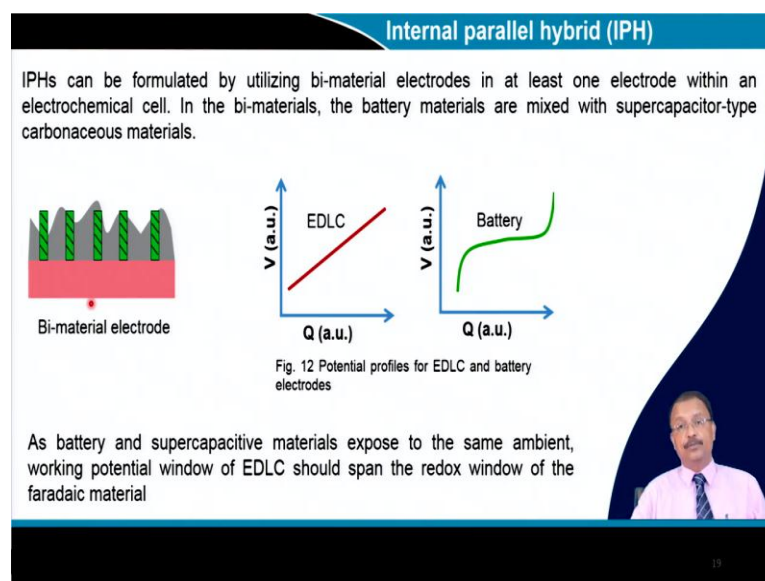 Internal parallel hybrid (IPH)
IPHs can be formulated by utilizing bi-material electrodes in at least one electrode within an
electrochemical cell. In the bi-materials, the battery materials are mixed with supercapacitor-type
carbonaceous materials.
Bi-material electrode
V (a.u.)
EDLC
Q (a.u.)
V (a.u.)
Battery
Q (a.u.)
Fig. 12 Potential profiles for EDLC and battery
electrodes
As battery and supercapacitive materials expose to the same ambient,
working potential window of EDLC should span the redox window of the
faradaic material
19